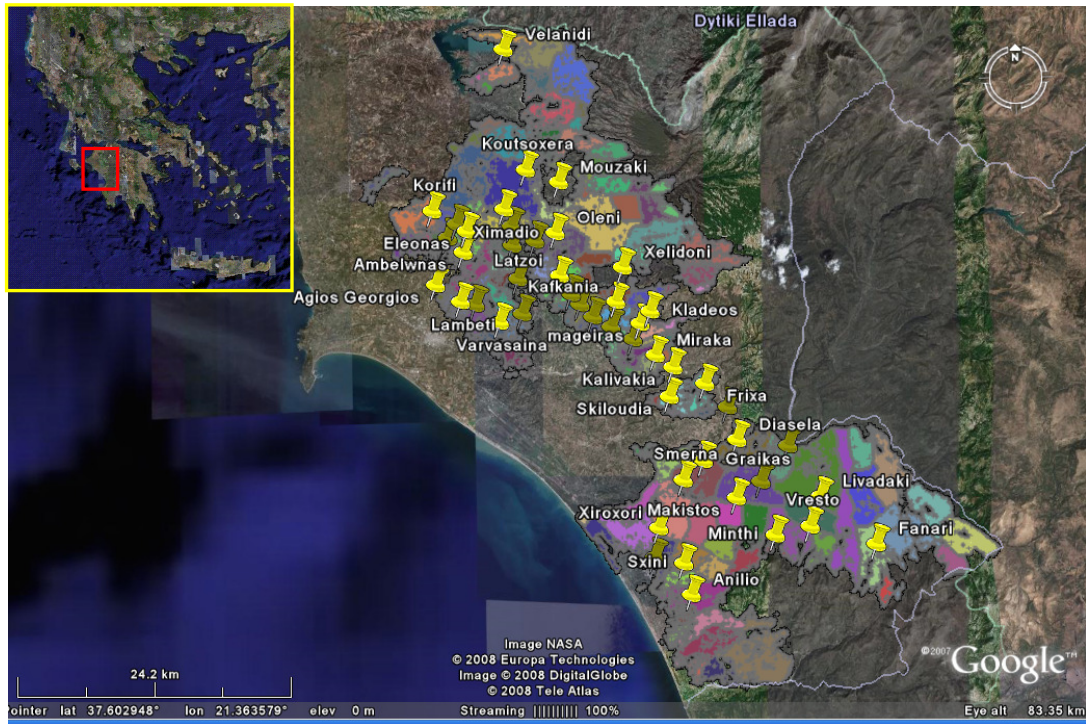 Dytiki Ellada
Velanidi
N
Koutsoxera
Mouzaki
Korifi
Oleni
Ximadio
Eleonas
Xelidoni
Ambelwnas
Latzoi
Kafkania
Agios Georgios
Kladeos
Lambeti
mageiras
Varvasaina
Miraka
Kalivakia
Frixa
Skiloudia
Diasela
Smerna
Graikas
Livadaki
Vresto
Xiroxori
Makistos
Minthi
Fanari
Sxini
Anilio
Image NASA
© 2008 Europa Technologies
Image © 2008 DigitalGlobe
© 2008 Tele Atlas
©2007 Google™
24.2 km
Pointer lat 37.602948° lon 21.363579° elev 0 m Streaming ||||||||| 100% Eye alt 83.35 km